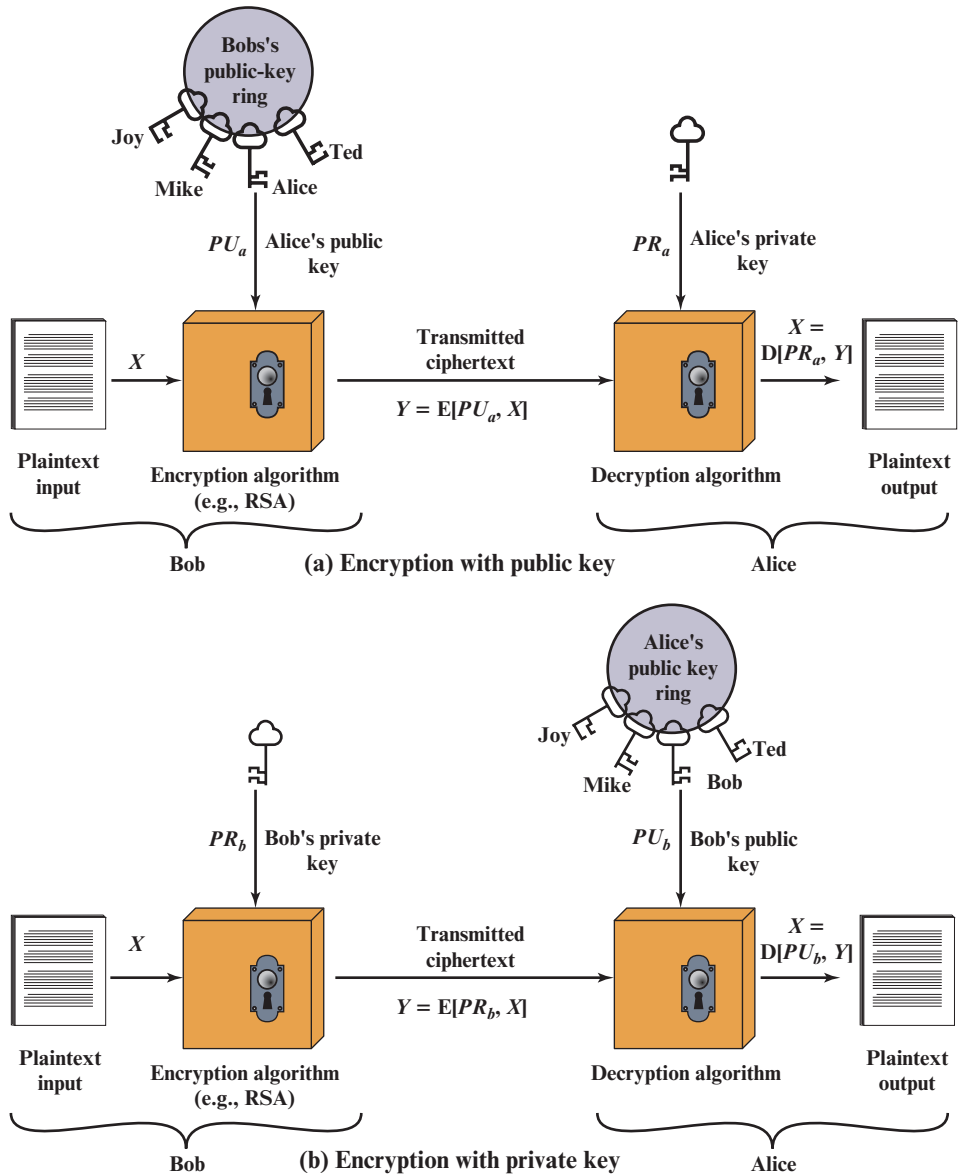 Bobs's
public-key
ring
Joy
Ted
Mike
Alice
PUa
Alice's public
key
PRa
Alice's private
key
X
Transmitted
ciphertext
X =
D[PRa, Y]
Y = E[PUa, X]
Plaintext
input
Encryption algorithm
(e.g., RSA)
Decryption algorithm
Plaintext
output
Bob
(a) Encryption with public key
Alice
Alice's
public key
ring
Joy
Ted
Mike
Bob
PRb
Bob's private
key
PUb
Bob's public
key
X
Transmitted
ciphertext
X =
D[PUb, Y]
Y = E[PRb, X]
Plaintext
input
Encryption algorithm
(e.g., RSA)
Decryption algorithm
Plaintext
output
Bob
(b) Encryption with private key
Alice